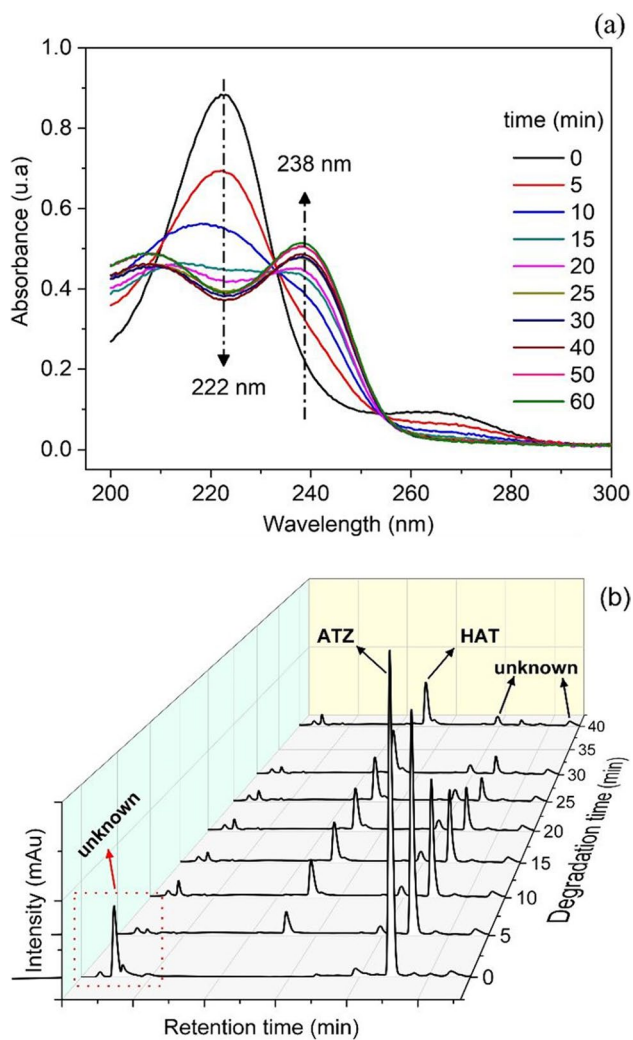 (a)
1.0
0.8
0.6
0.4
0.2
0.0
Absorbance (u.a)
238 nm
222 nm
time (min)
0
5
10
15
20
25
30
40
50
60
200
220
240
260
280
300
Wavelength (nm)
(b)
ATZ
HAT
unknown
unknown
40
35
30
25
20
15
10
5
0
Degradation time (min)
Intensity (mAu)
Retention time (min)